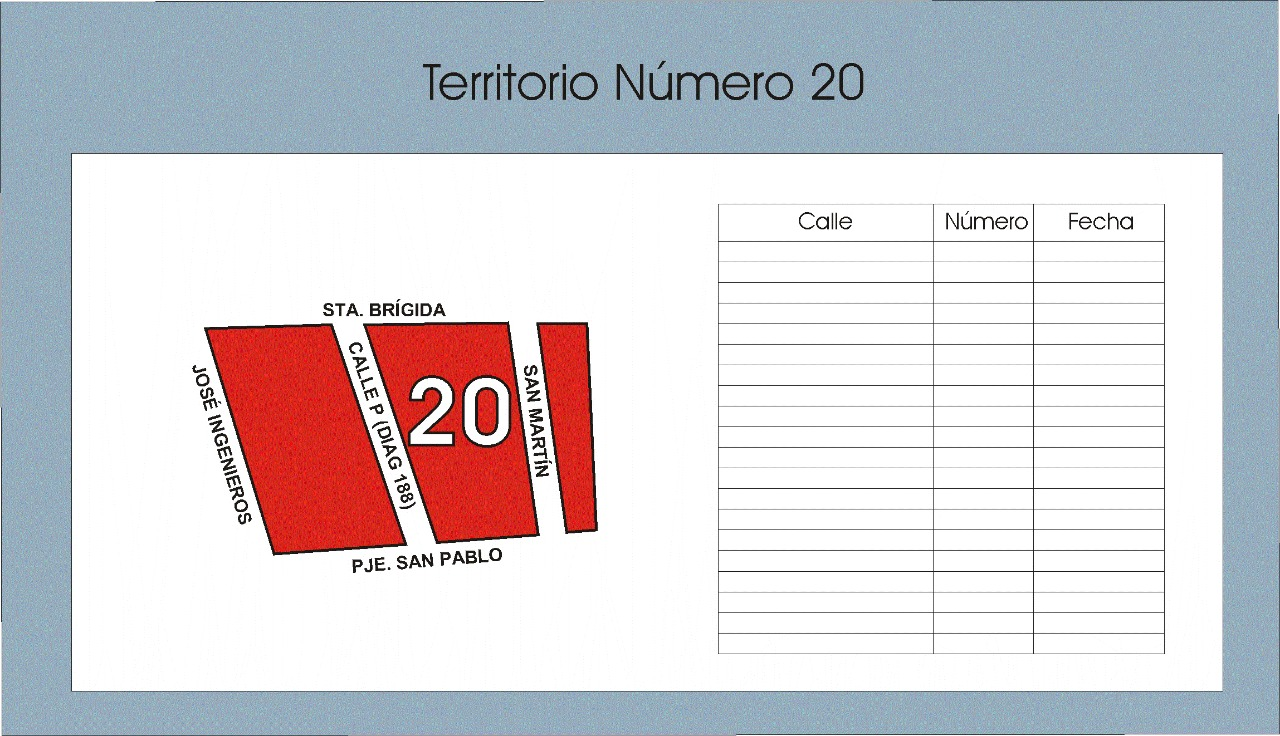 Territorio Número 20
STA. BRÍGIDA
JOSÉ INGENIEROS
CALLE P (DIAG 188)
20
SAN MARTÍN
PJE. SAN PABLO
Calle Número Fecha